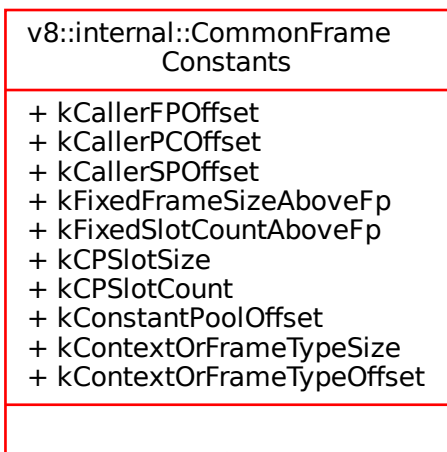 v8::internal::CommonFrame
Constants
+ kCallerFPOffset
+ kCallerPCOffset
+ kCallerSPOffset
+ kFixedFrameSizeAboveFp
+ kFixedSlotCountAboveFp
+ kCPSlotSize
+ kCPSlotCount
+ kConstantPoolOffset
+ kContextOrFrameTypeSize
+ kContextOrFrameTypeOffset